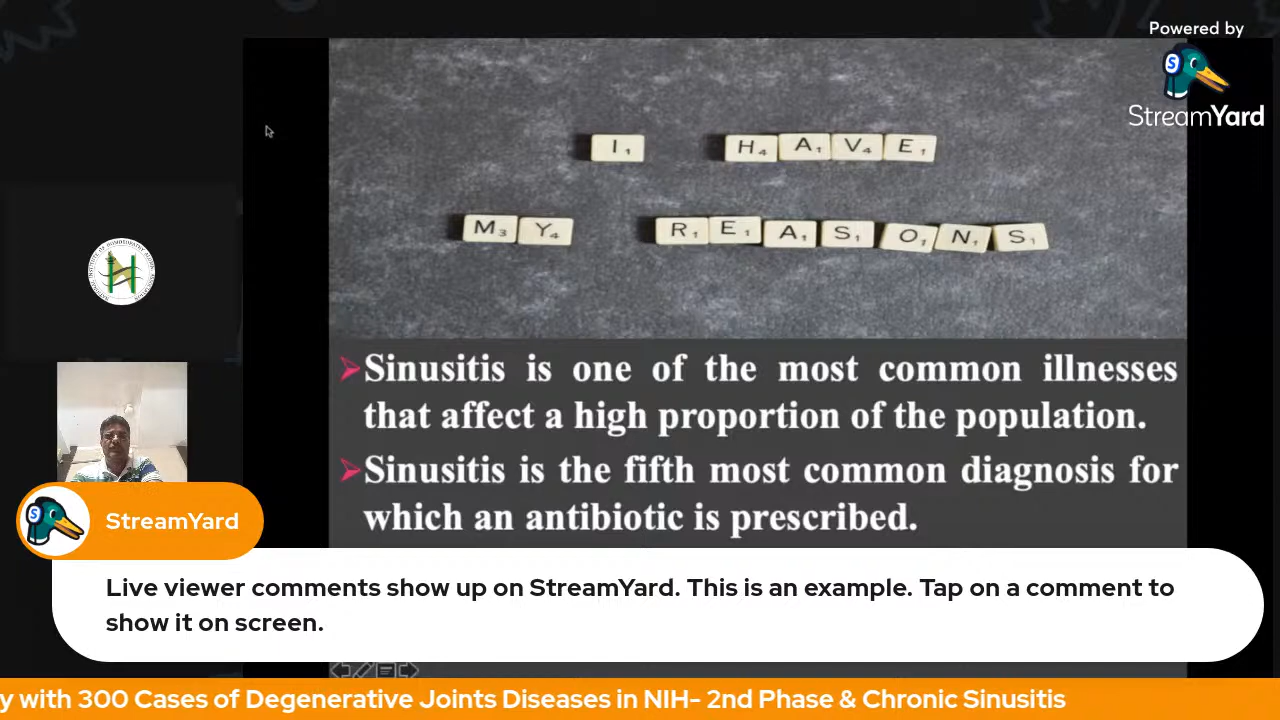 Powered by
StreamYard
I HAVE
MY REASONS
Sinusitis is one of the most common illnesses
that affect a high proportion of the population.
Sinusitis is the fifth most common diagnosis for
which an antibiotic is prescribed.
StreamYard
Live viewer comments show up on StreamYard. This is an example. Tap on a comment to
show it on screen.
y with 300 Cases of Degenerative Joints Diseases in NIH- 2nd Phase & Chronic Sinusitis